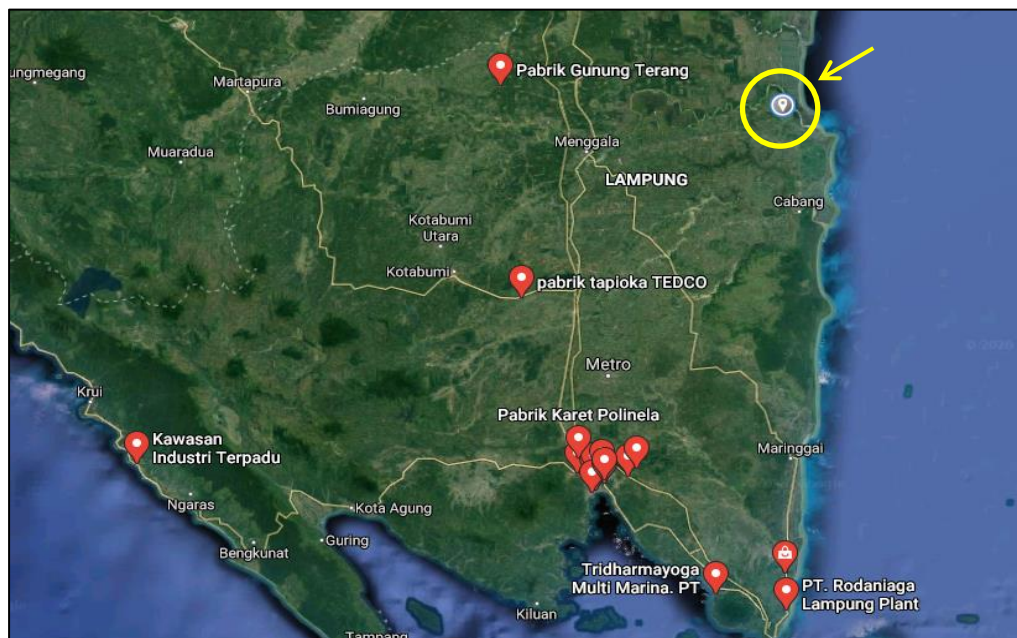 ungmegang
Martapura
Bumiagung
Pabrik Gunung Terang
Muaradua
Menggala
LAMPUNG
Cabang
Kotabumi
Utara
Kotabumi
pabrik tapioka TEDCO
Metro
Krui
Pabrik Karet Polinela
Kawasan
Industri Terpadu
Maringgai
Ngaras
Kota Agung
Bengkunat
Guring
Tridharmayoga
Multi Marina. PT
PT. Rodaniaga
Lampung Plant
Kiluan
Tampang